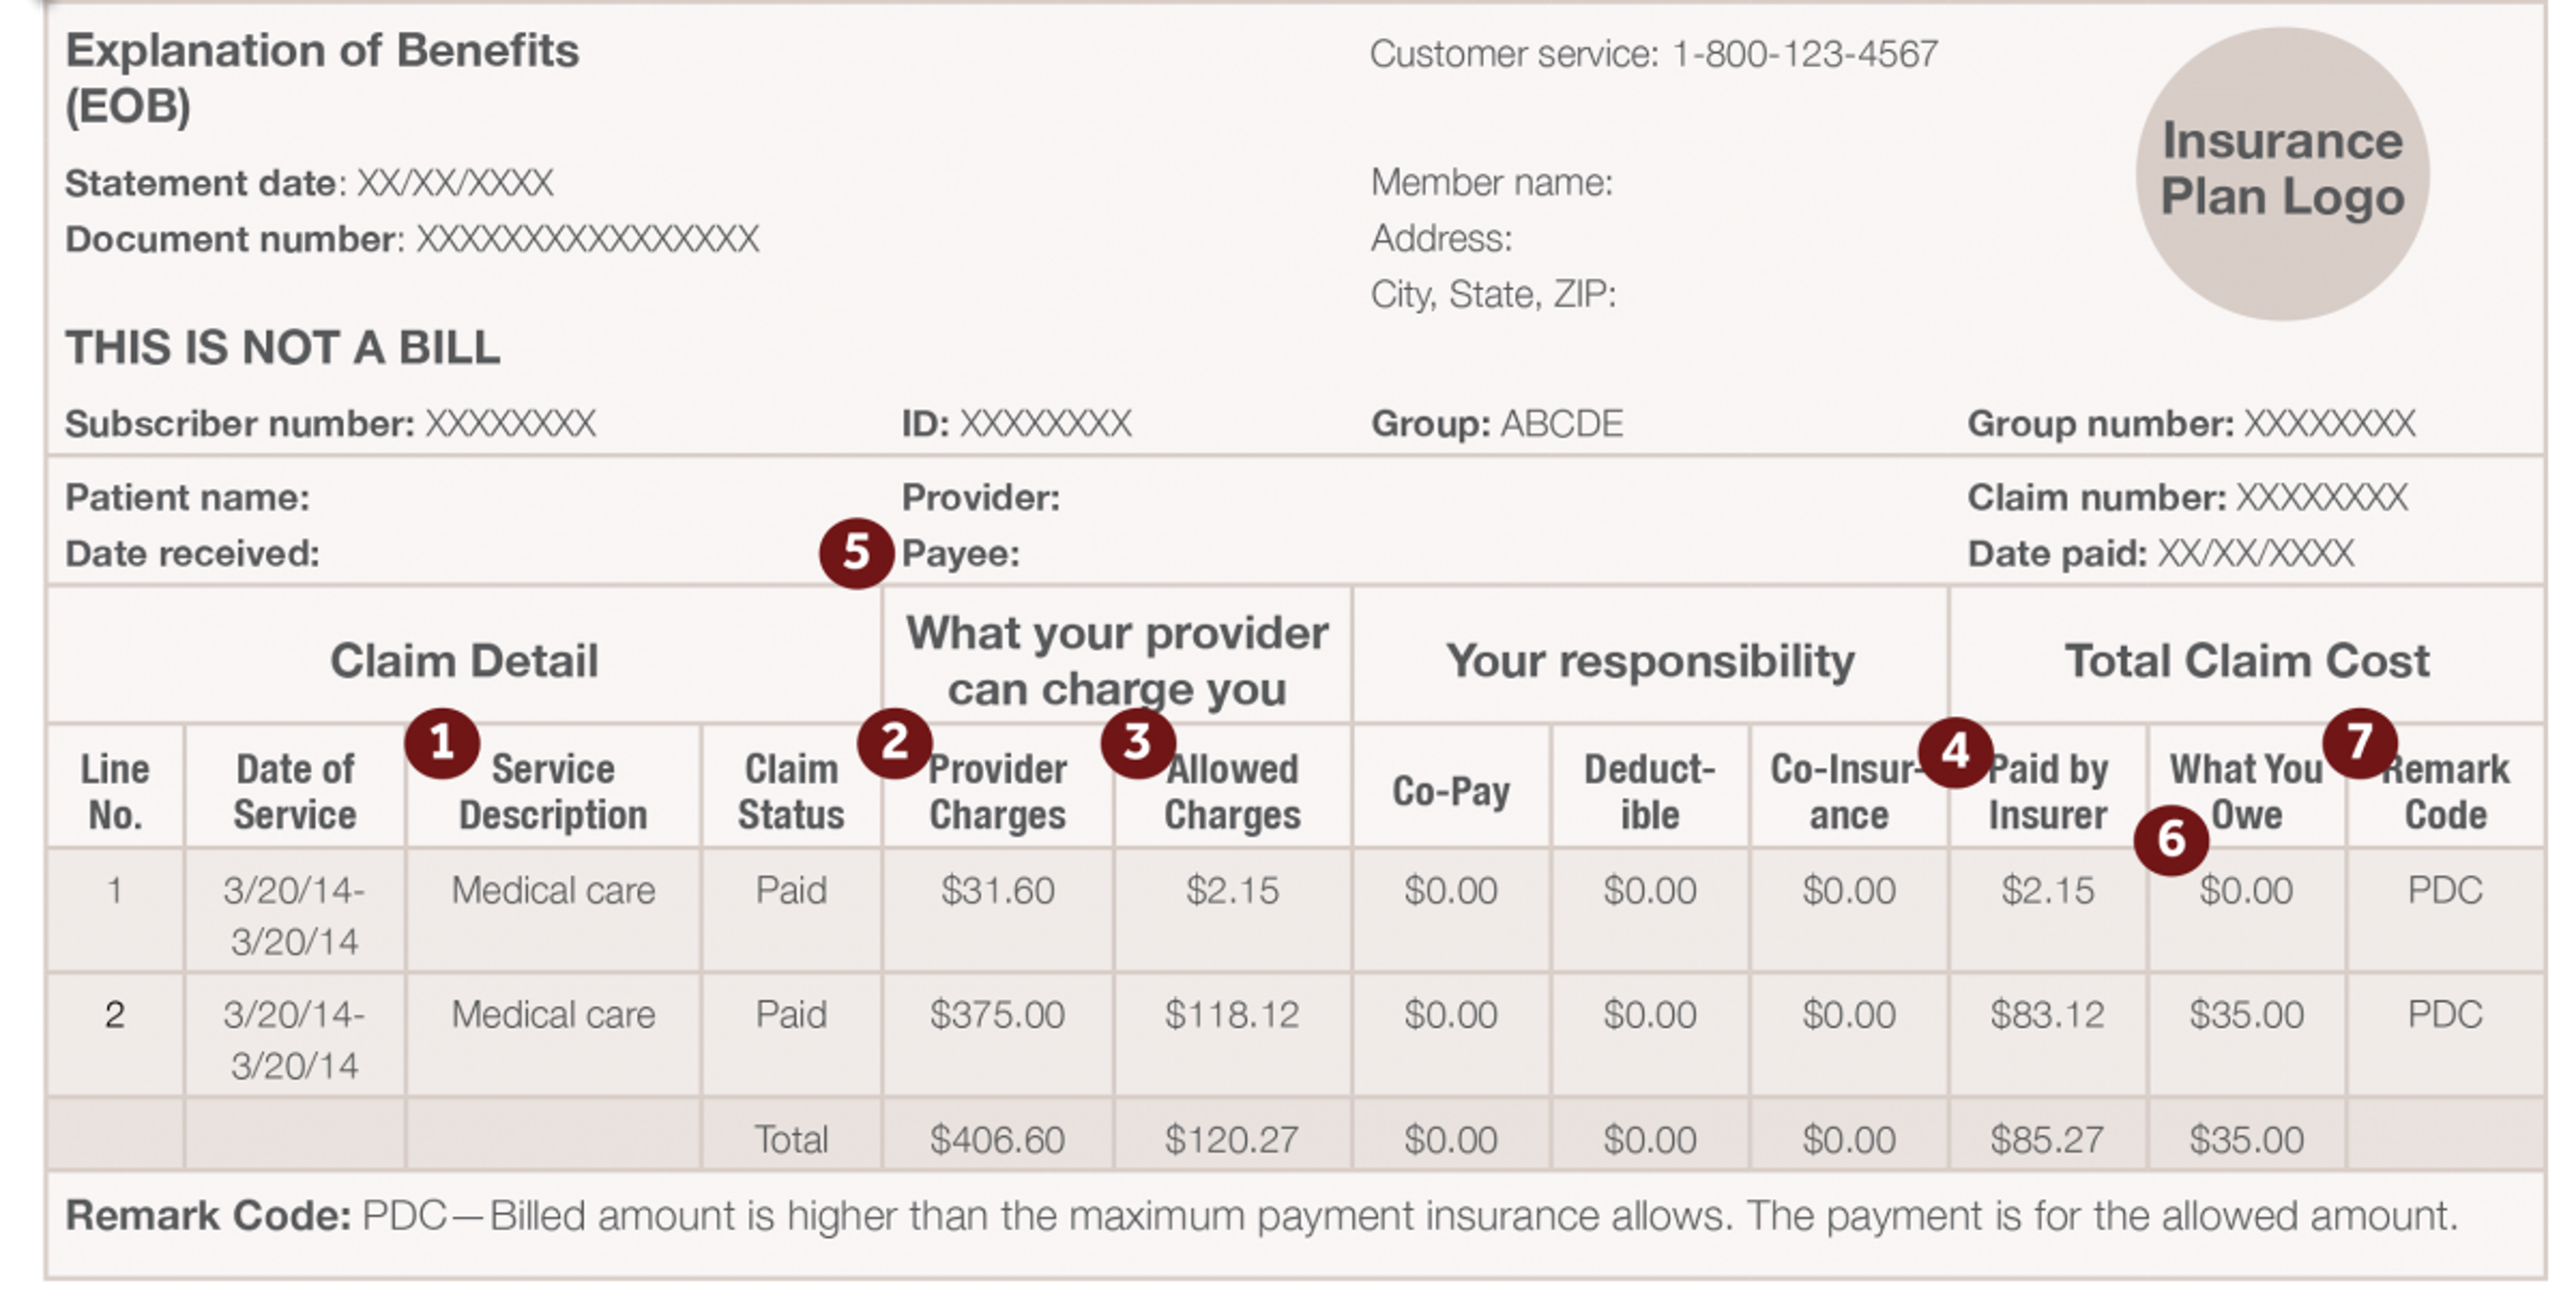 Explanation of Benefits
(EOB)
Customer service: 1-800-123-4567
Insurance
Plan Logo
Statement date: XX/XX/XXXX
Document number: XXXXXXXXXXXXXXXX
Member name:
Address:
City, State, ZIP:
THIS IS NOT A BILL
Subscriber number: XXXXXXXX ID: XXXXXXXX Group: ABCDE Group number: XXXXXXXX
Patient name: Provider: Claim number: XXXXXXXX
Date received: 5 Payee: Date paid: XX/XX/XXXX
Claim Detail
What your provider
can charge you
Your responsibility
Total Claim Cost
Line
No.
Date of
Service
1
Service
Description
Claim
Status
2
Provider
Charges
3
Allowed
Charges
Co-Pay
Deduct-
ible
Co-Insur-
ance
4
Paid by
Insurer
What You
Owe
6
7
Remark
Code
1 3/20/14- Medical care Paid $31.60 $2.15 $0.00 $0.00 $0.00 $2.15 $0.00 PDC
3/20/14
2 3/20/14- Medical care Paid $375.00 $118.12 $0.00 $0.00 $0.00 $83.12 $35.00 PDC
3/20/14
Total $406.60 $120.27 $0.00 $0.00 $0.00 $85.27 $35.00
Remark Code: PDC—Billed amount is higher than the maximum payment insurance allows. The payment is for the allowed amount.